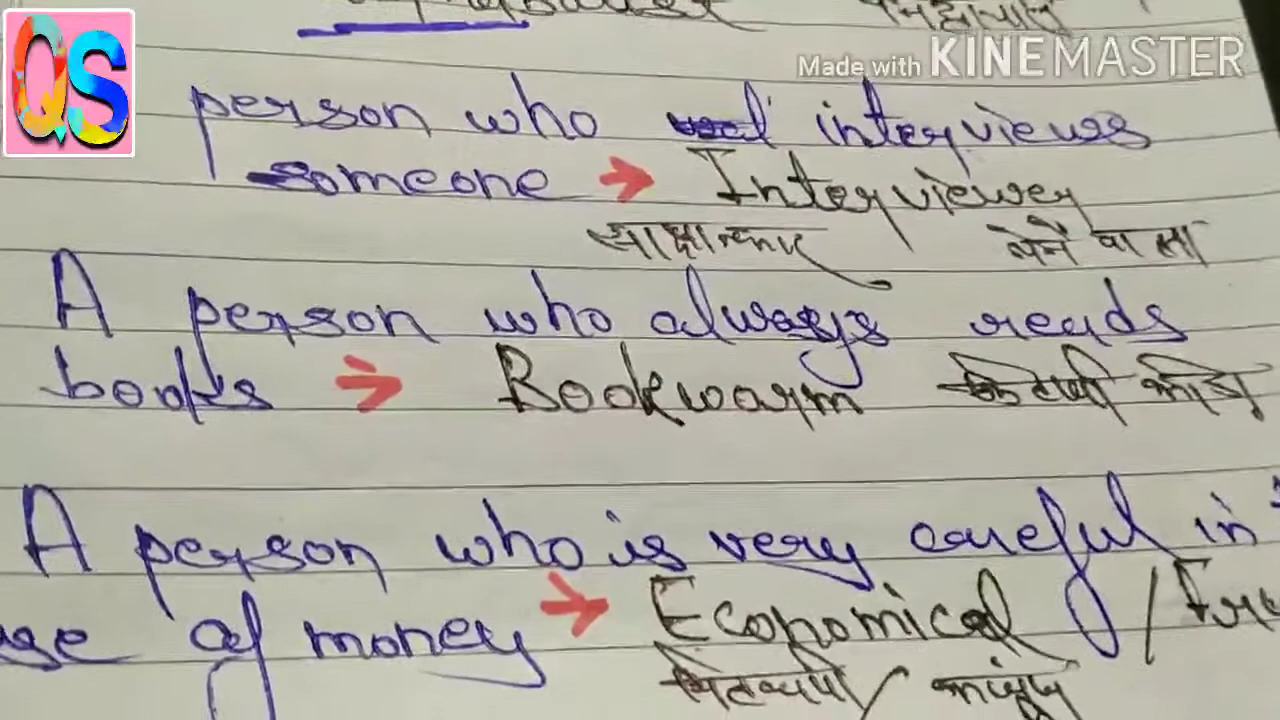 QS
Made with KINEMASTER
person who interviews
someone → Interviewer
साक्षात्कार लेने वाला
A person who always reads
books → Bookworm
A person who is very careful in
of money → Economical /